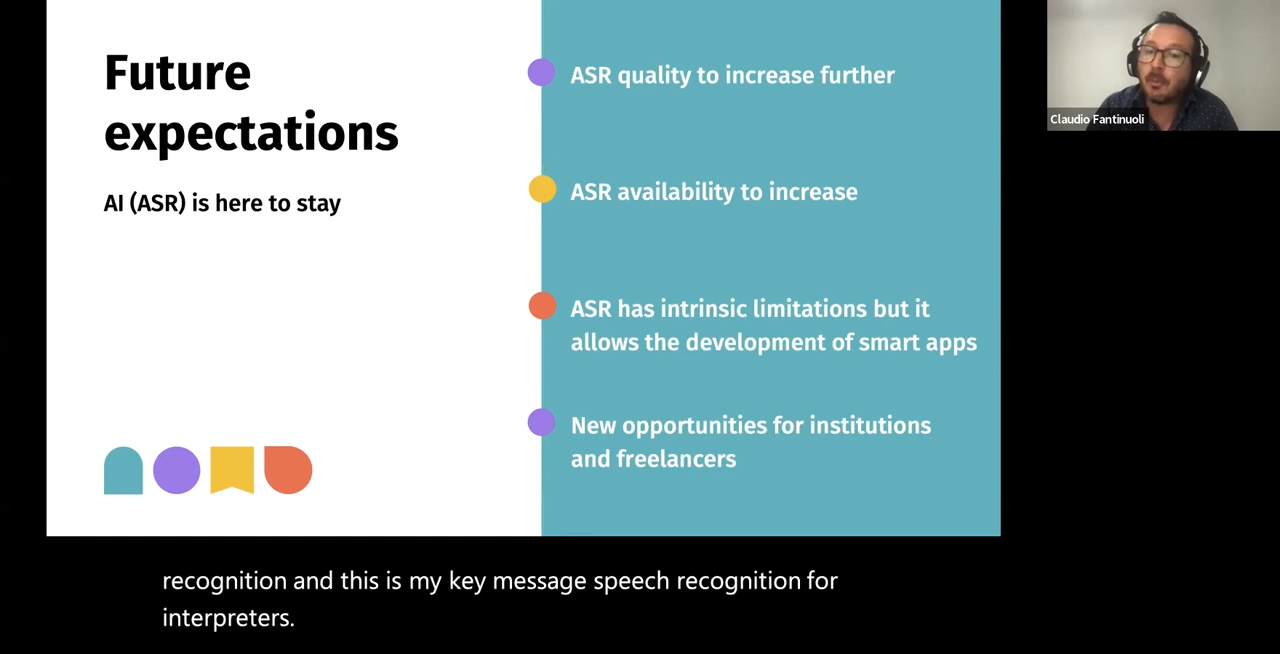 Future
expectations
AI (ASR) is here to stay
ASR quality to increase further
ASR availability to increase
ASR has intrinsic limitations but it
allows the development of smart apps
New opportunities for institutions
and freelancers
Claudio Fantinuoli
recognition and this is my key message speech recognition for
interpreters.